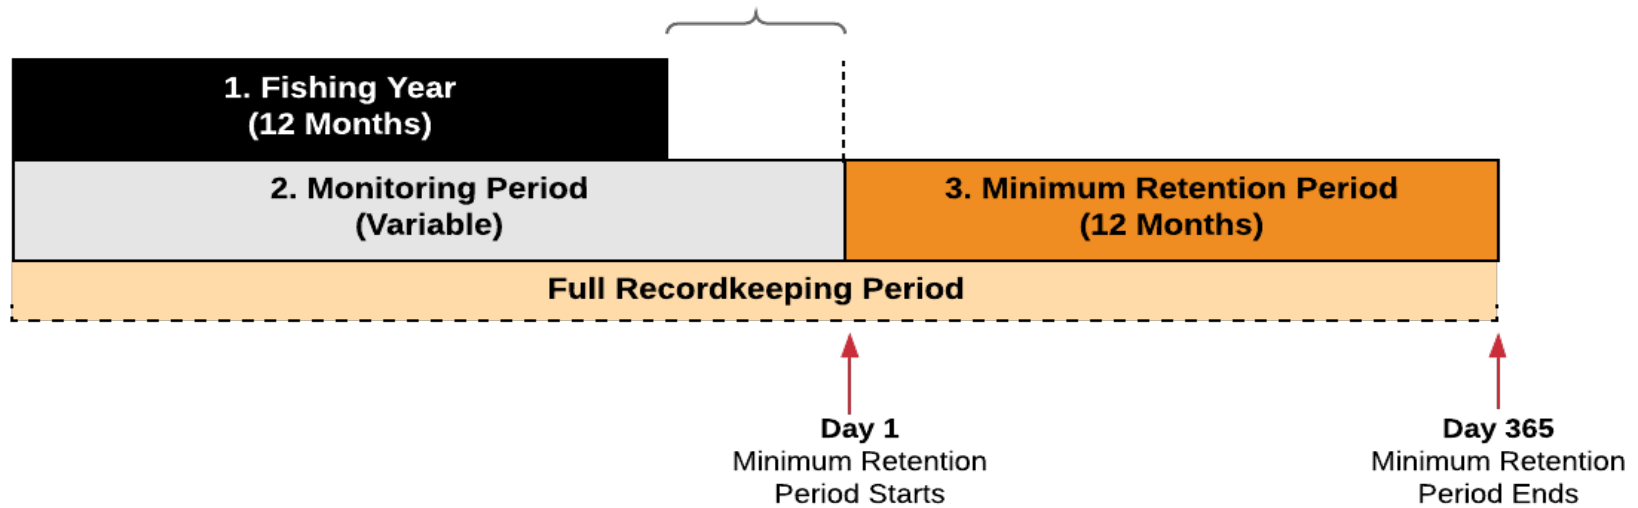 1. Fishing Year
(12 Months)
2. Monitoring Period
(Variable)
3. Minimum Retention Period
(12 Months)
Full Recordkeeping Period
Day 1
Minimum Retention
Period Starts
Day 365
Minimum Retention
Period Ends